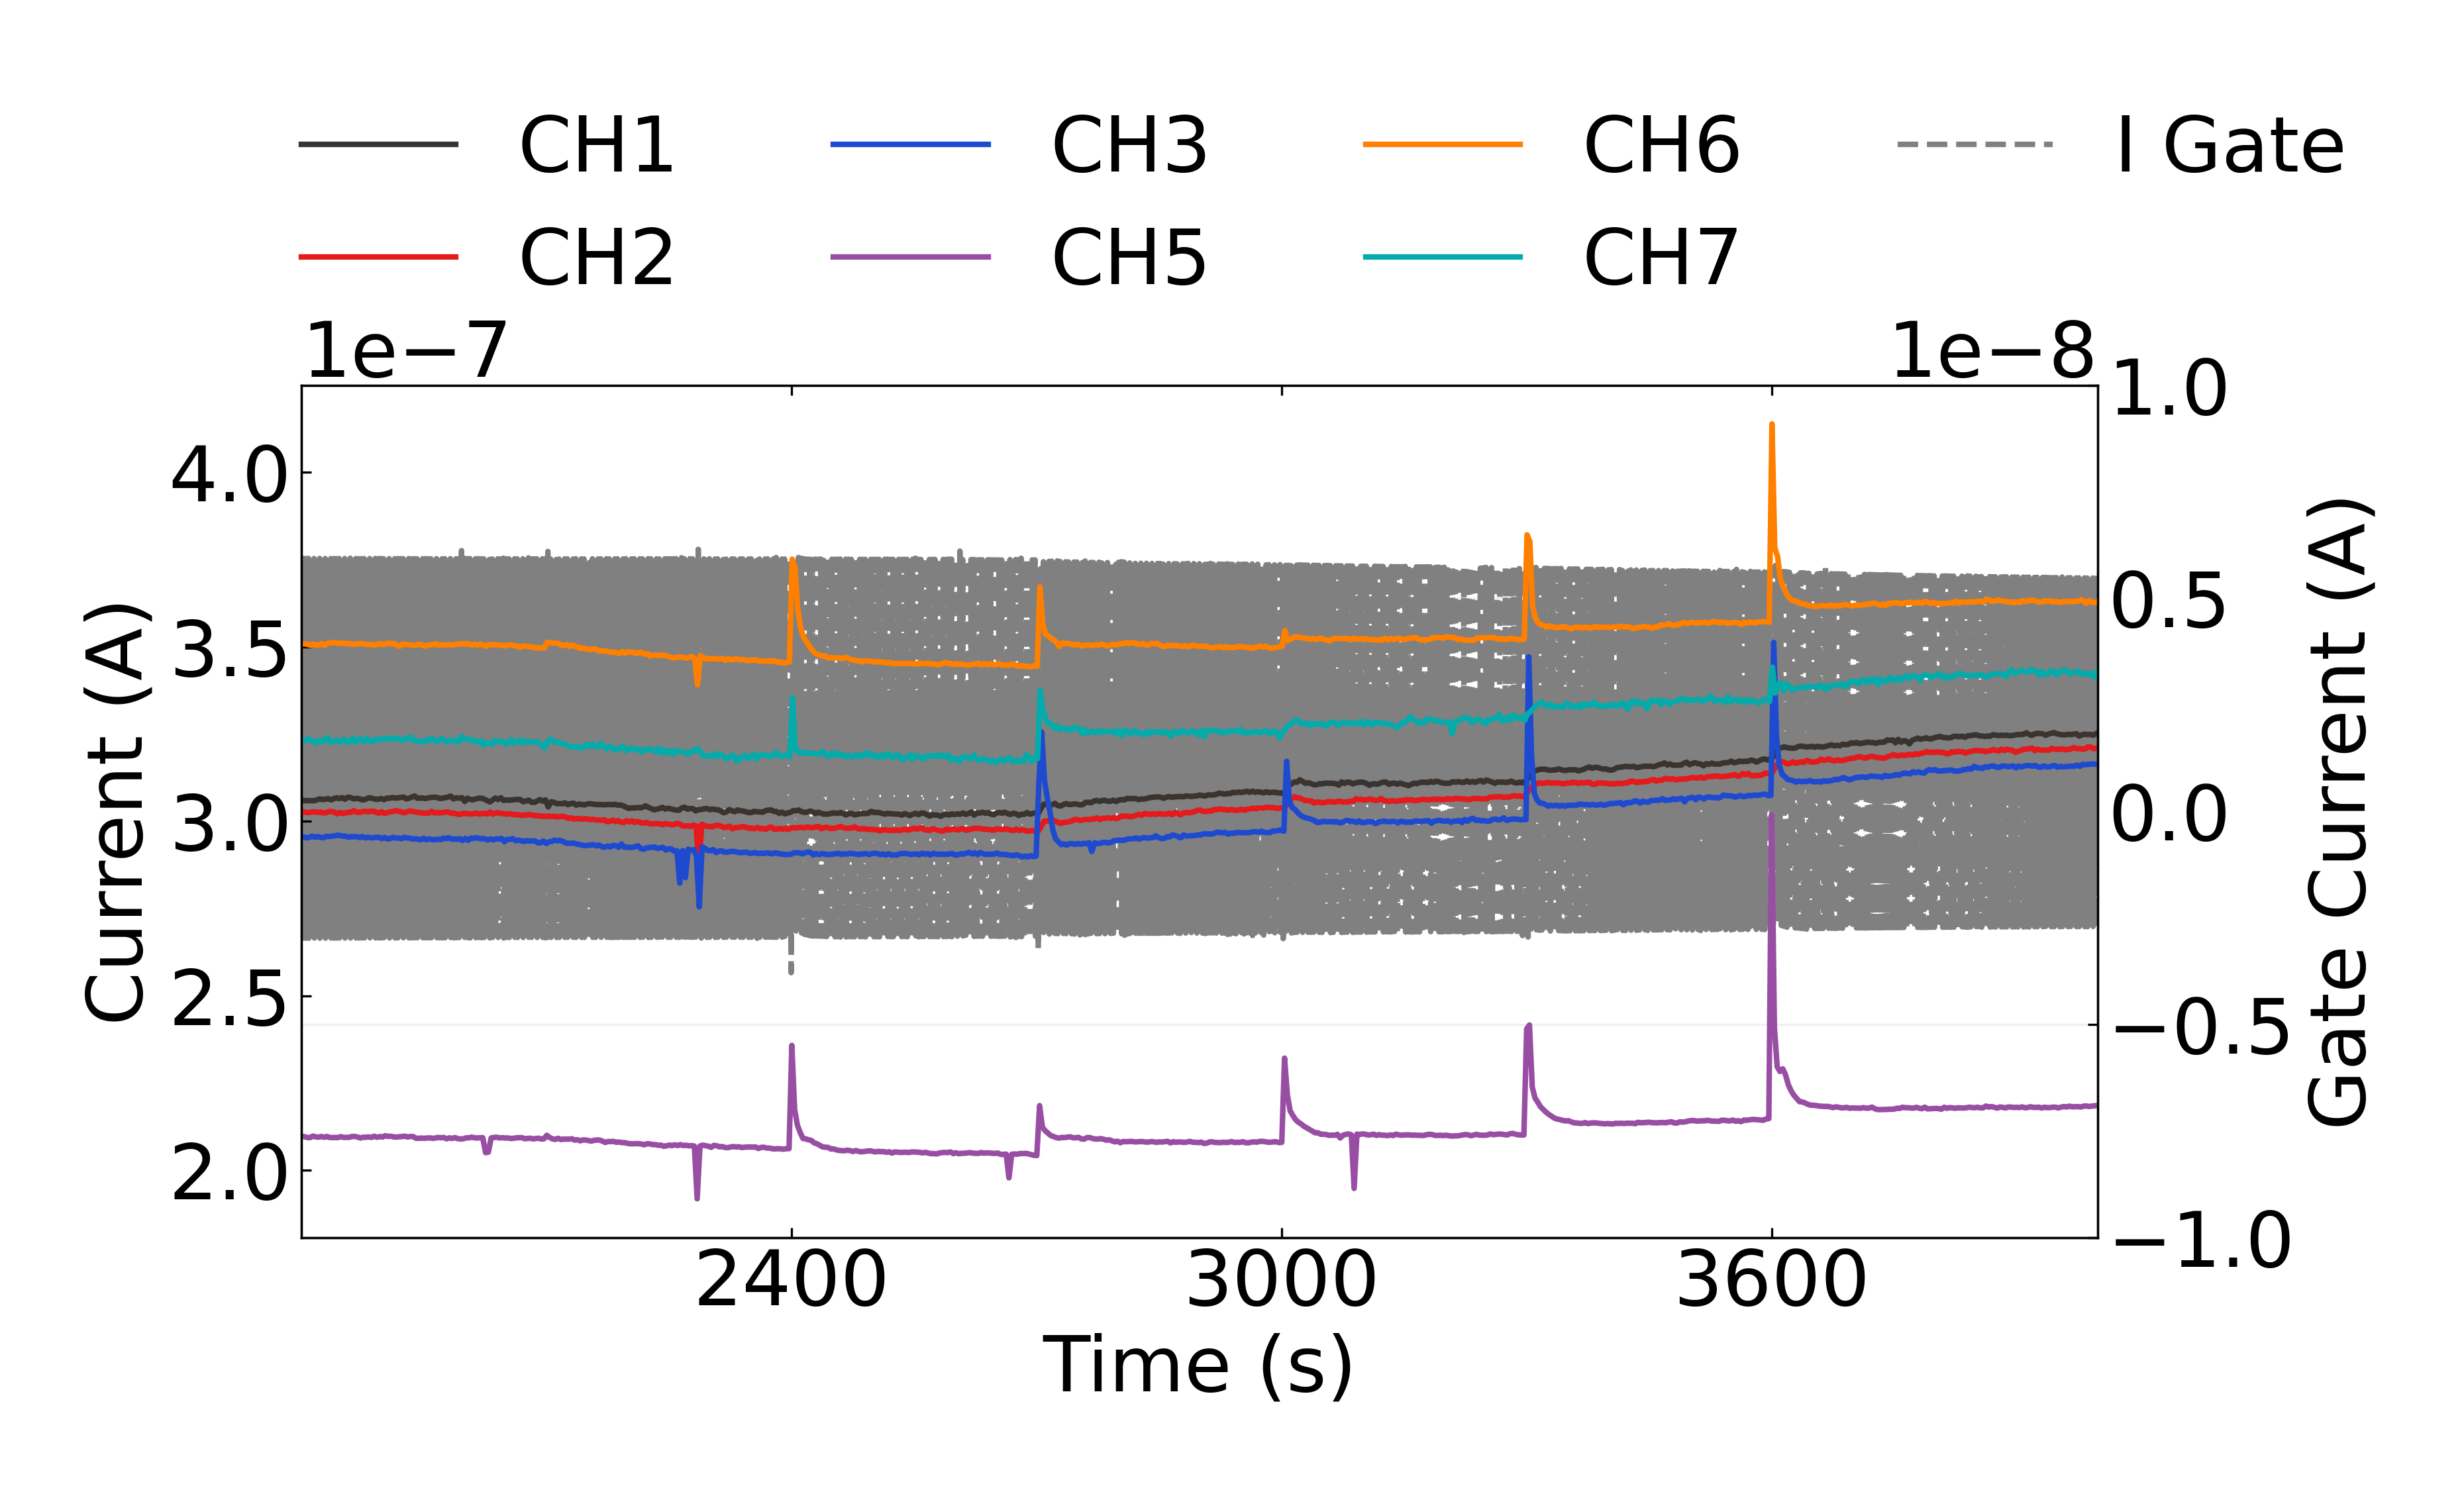 CH1 CH3 CH6 I Gate
CH2 CH5 CH7
1e−7 1e−8
4.0
3.5
3.0
2.5
2.0
Current (A)
1.0
0.5
0.0
−0.5
−1.0
Gate Current (A)
2400 3000 3600
Time (s)